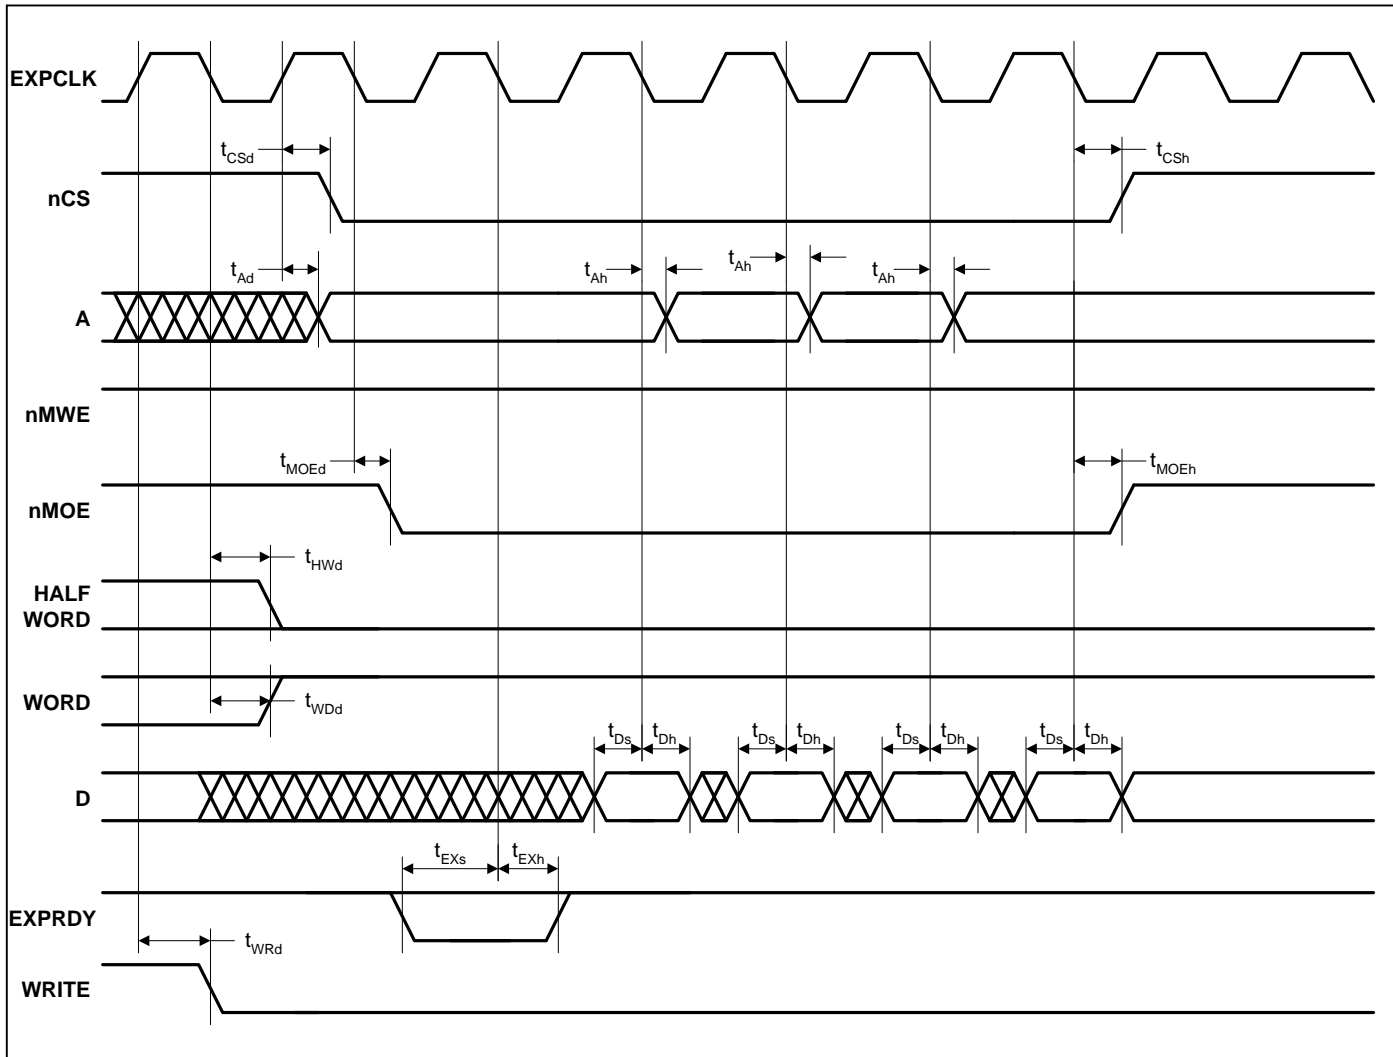 EXPCLK
tCSd
tCSh
nCS
tAd
tAh
tAh
tAh
A
nMWE
tMOEd
tMOEh
nMOE
tHWd
HALF
WORD
WORD
tWDd
tDs tDh tDs tDh tDs tDh tDs tDh
D
tEXs tEXh
EXPRDY
tWRd
WRITE